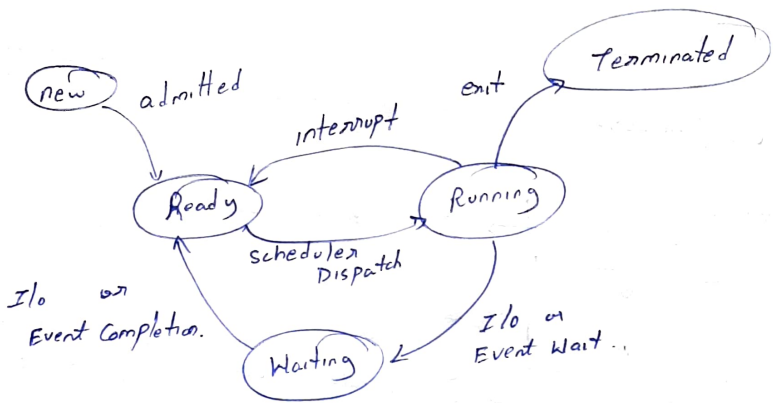 Terminated
new
admitted
exit
interrupt
Ready
Running
Scheduler
Dispatch
I/o or
Event Completion.
I/o or
Event Wait..
Waiting